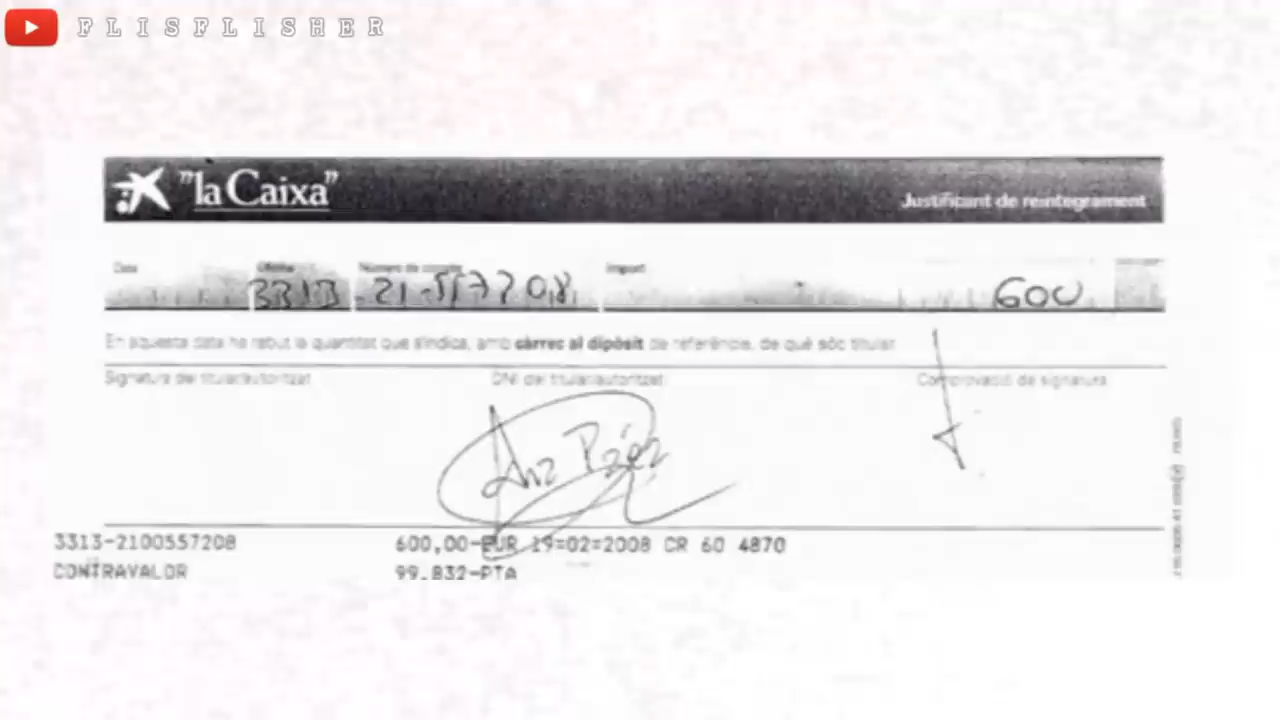 FLISFLISHER
"la Caixa"
Justificant de reintegrament
Data Oficina Número de compte Import
3313 21-557208 600
En aquesta data he rebut la quantitat que s'indica, amb càrrec al dipòsit de referència, de què sóc titular
Signatura del titular/autoritzat DNI del titular/autoritzat Comprovació de signatura
Ana Páez
3313-2100557208 600,00-EUR 19=02=2008 CR 60 4870
CONTRAVALOR 99.832-PTA